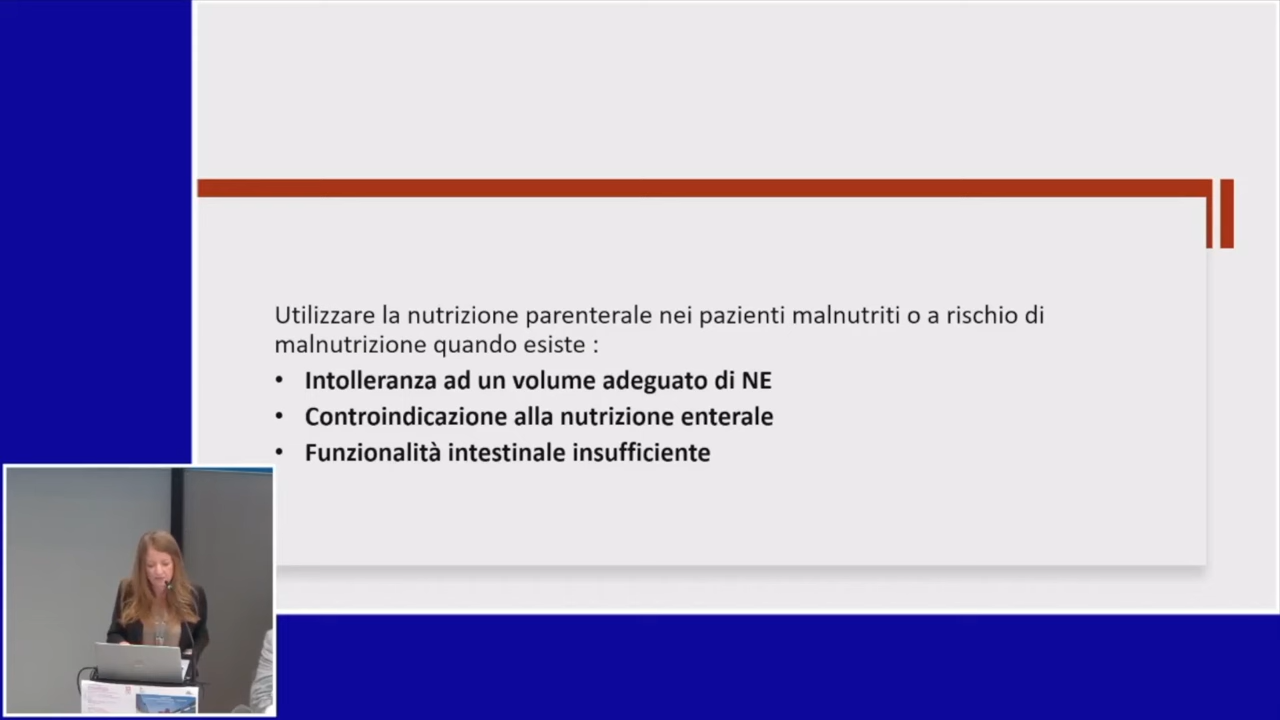 Utilizzare la nutrizione parenterale nei pazienti malnutriti o a rischio di
malnutrizione quando esiste :
• Intolleranza ad un volume adeguato di NE
• Controindicazione alla nutrizione enterale
• Funzionalità intestinale insufficiente